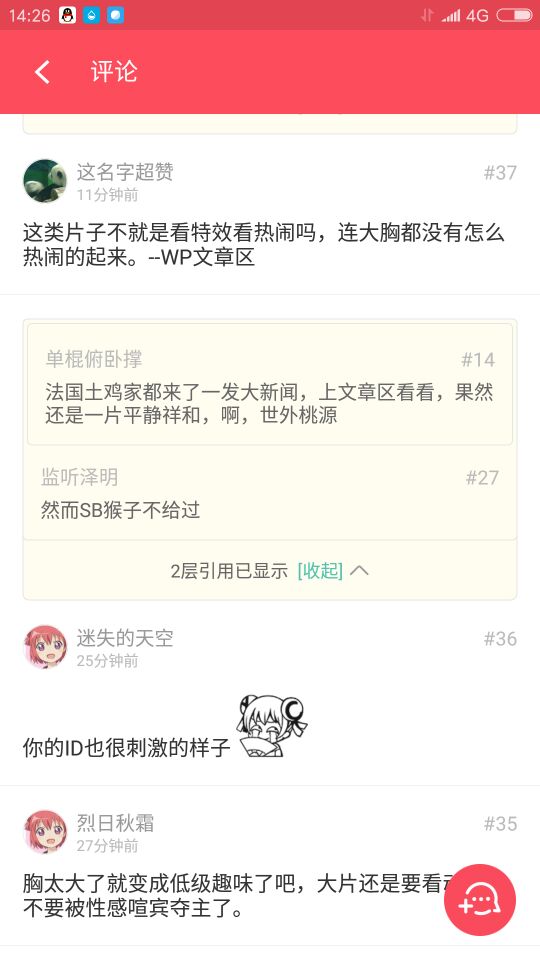 14:26
4G
评论
这名字超赞
#37
11分钟前
这类片子不就是看特效看热闹吗，连大胸都没有怎么
热闹的起来。--WP文章区
单棍俯卧撑
#14
法国土鸡家都来了一发大新闻，上文章区看看，果然
还是一片平静祥和，啊，世外桃源
监听泽明
#27
然而SB猴子不给过
2层引用已显示 [收起]
迷失的天空
#36
25分钟前
你的ID也很刺激的样子
烈日秋霜
#35
27分钟前
胸太大了就变成低级趣味了吧，大片还是要看
不要被性感喧宾夺主了。